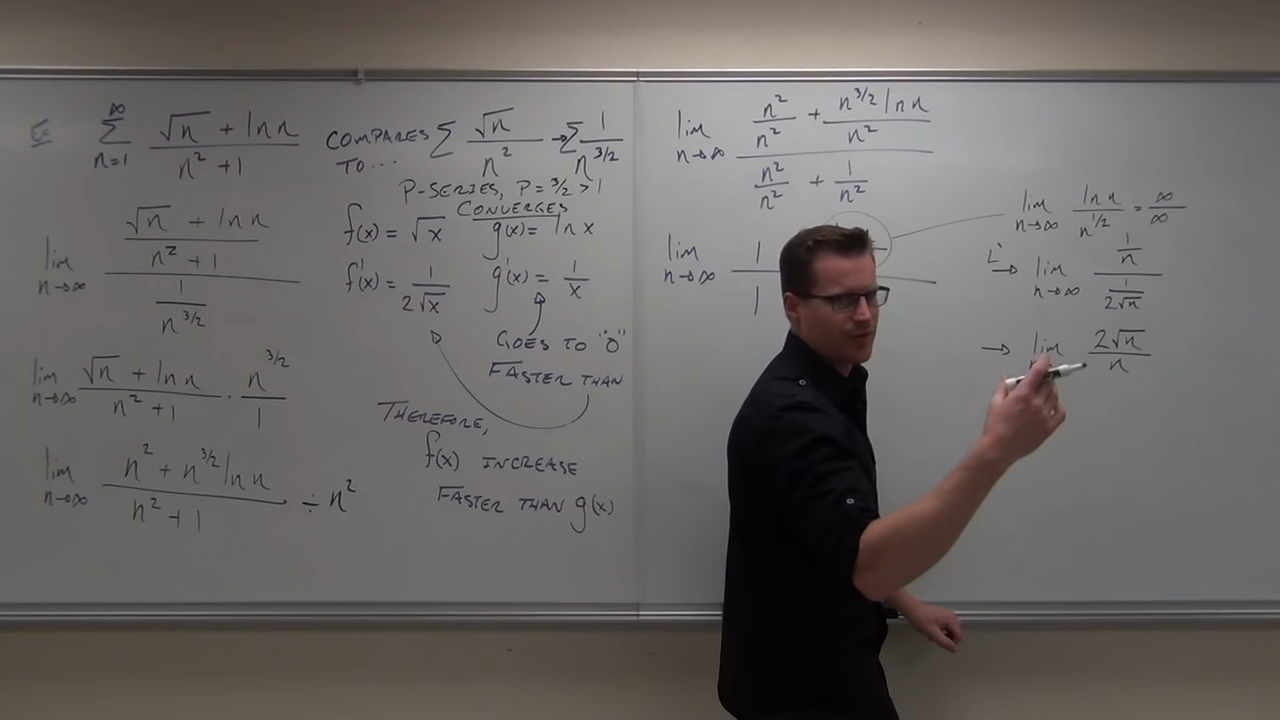 Ex ∞ Σ n=1 √n + ln n / n² + 1 COMPARES TO... Σ √n / n² → Σ 1 / n^3/2
P-SERIES, P = 3/2 > 1
CONVERGES
lim n→∞ (√n + ln n / n² + 1) / (1 / n^3/2)
lim n→∞ √n + ln n / n² + 1 · n^3/2 / 1
lim n→∞ n² + n^3/2 ln n / n² + 1 ÷ n²
f(x) = √x g(x) = ln x
f'(x) = 1 / 2√x g'(x) = 1 / x
GOES TO "0"
FASTER THAN
THEREFORE,
f(x) INCREASE
FASTER THAN g(x)
lim n→∞ (n² / n² + n^3/2 ln n / n²) / (n² / n² + 1 / n²)
lim n→∞ 1 / 1
lim n→∞ ln n / n^1/2 = ∞ / ∞
L' → lim n→∞ (1 / n) / (1 / 2√n)
→ lim 2√n / n